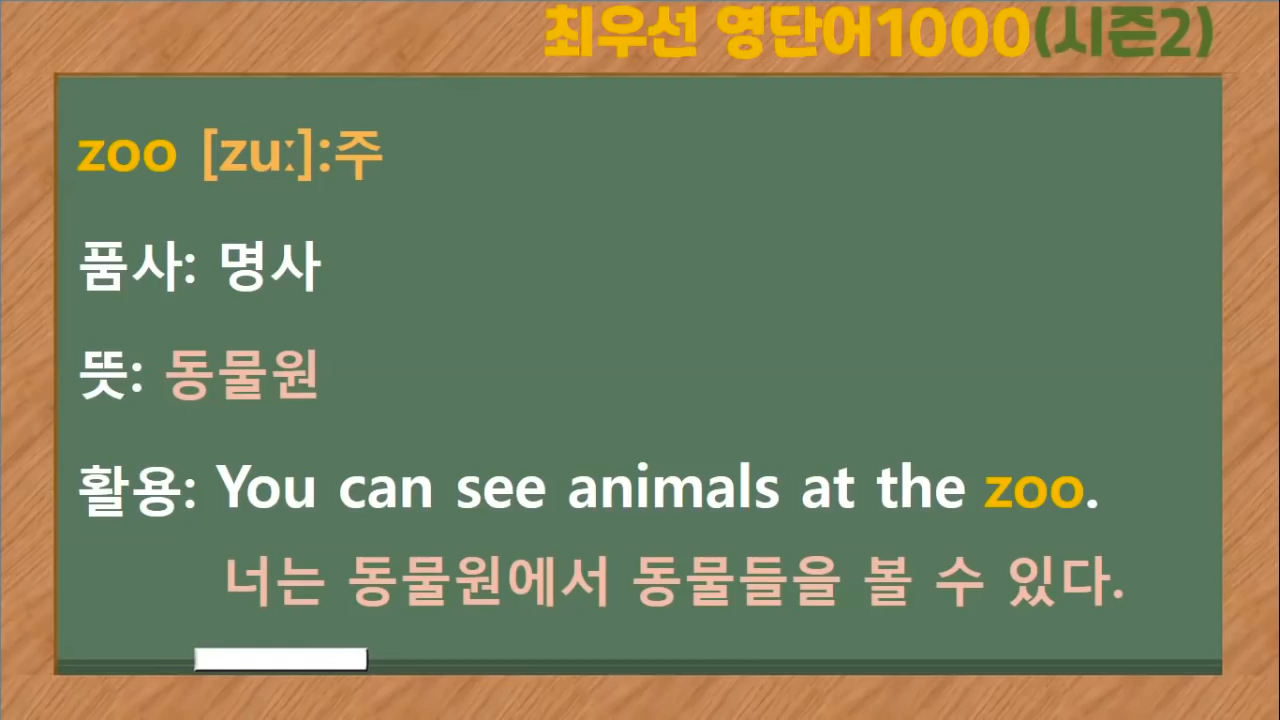 최우선 영단어1000(시즌2)
zoo [zuː]:주
품사: 명사
뜻: 동물원
활용: You can see animals at the zoo.
너는 동물원에서 동물들을 볼 수 있다.